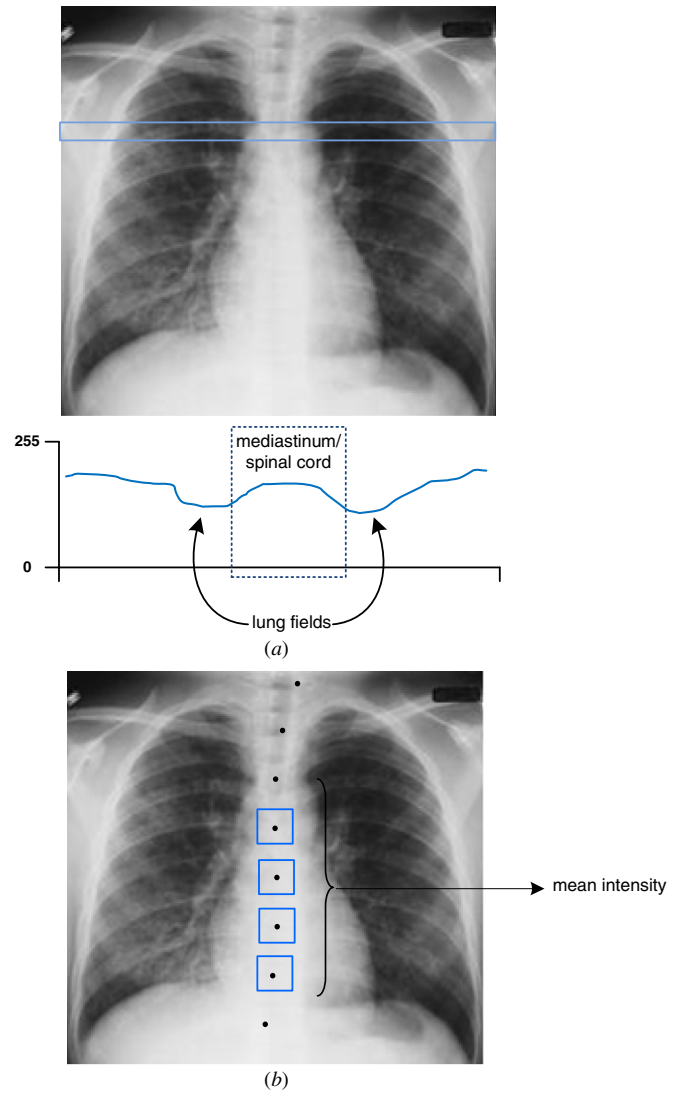 255
mediastinum/
spinal cord
0
lung fields
(a)
mean intensity
(b)